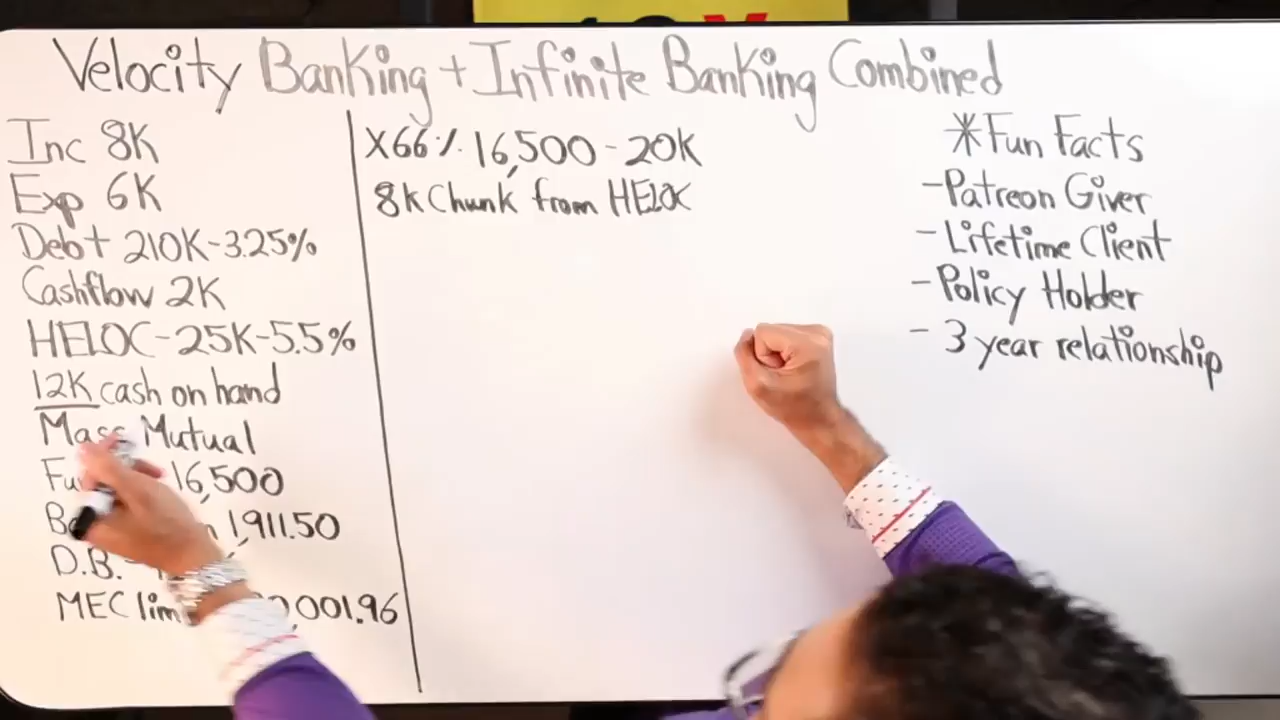 Velocity Banking + Infinite Banking Combined
Inc 8K
Exp 6K
Debt 210K-3.25%
Cashflow 2K
HELOC-25K-5.5%
12K cash on hand
Mass Mutual
16,500
1,911.50
D.B.
MEC lim 001.96
X66% 16,500-20K
8K Chunk from HELOC
*Fun Facts
-Patreon Giver
-Lifetime Client
-Policy Holder
- 3 year relationship